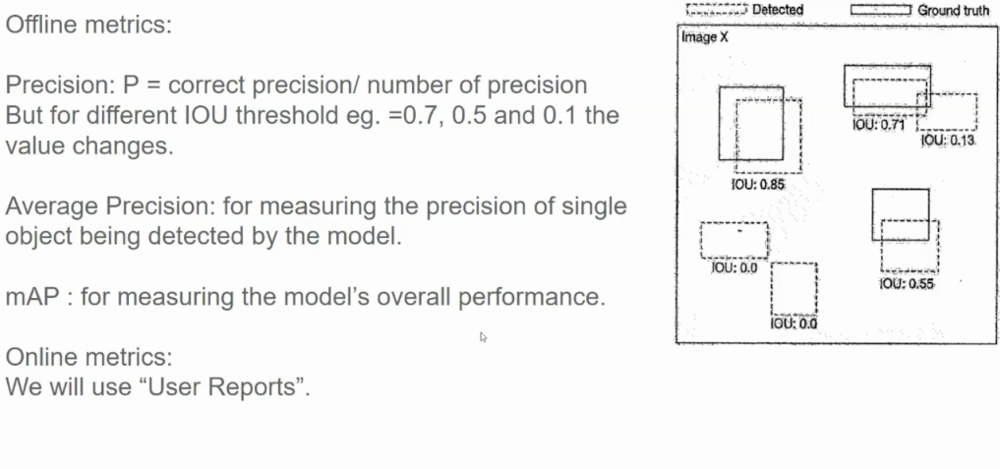 Offline metrics:
Precision: P = correct precision/ number of precision
But for different IOU threshold eg. =0.7, 0.5 and 0.1 the
value changes.
Average Precision: for measuring the precision of single
object being detected by the model.
mAP : for measuring the model's overall performance.
Online metrics:
We will use “User Reports”.
Detected
Ground truth
Image X
IOU: 0.71
IOU: 0.13
IOU: 0.85
IOU: 0.0
IOU: 0.55
IOU: 0.0